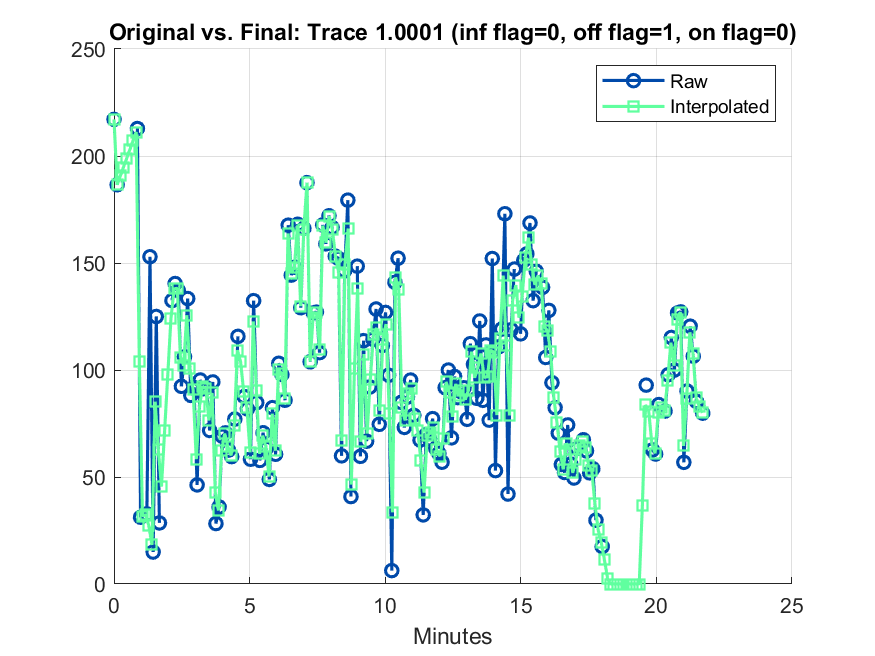 Original vs. Final: Trace 1.0001 (inf flag=0, off flag=1, on flag=0)
250
200
150
100
50
0
Raw
Interpolated
0 5 10 15 20 25
Minutes